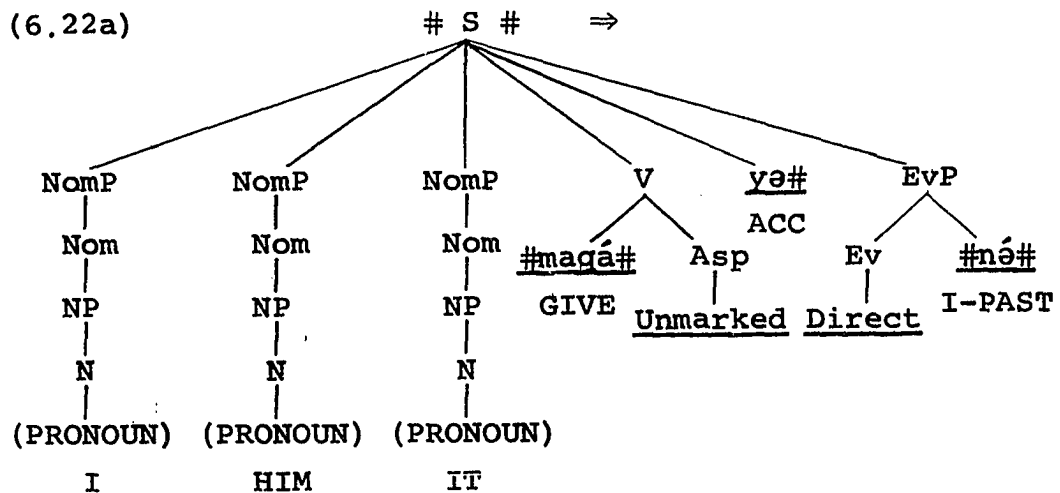 (6.22a) # S # ⇒
NomP NomP NomP V yə# EvP
ACC
Nom Nom Nom #magá# Asp Ev #nə́#
GIVE I-PAST
NP NP NP Unmarked Direct
N N N
(PRONOUN) (PRONOUN) (PRONOUN)
I HIM IT